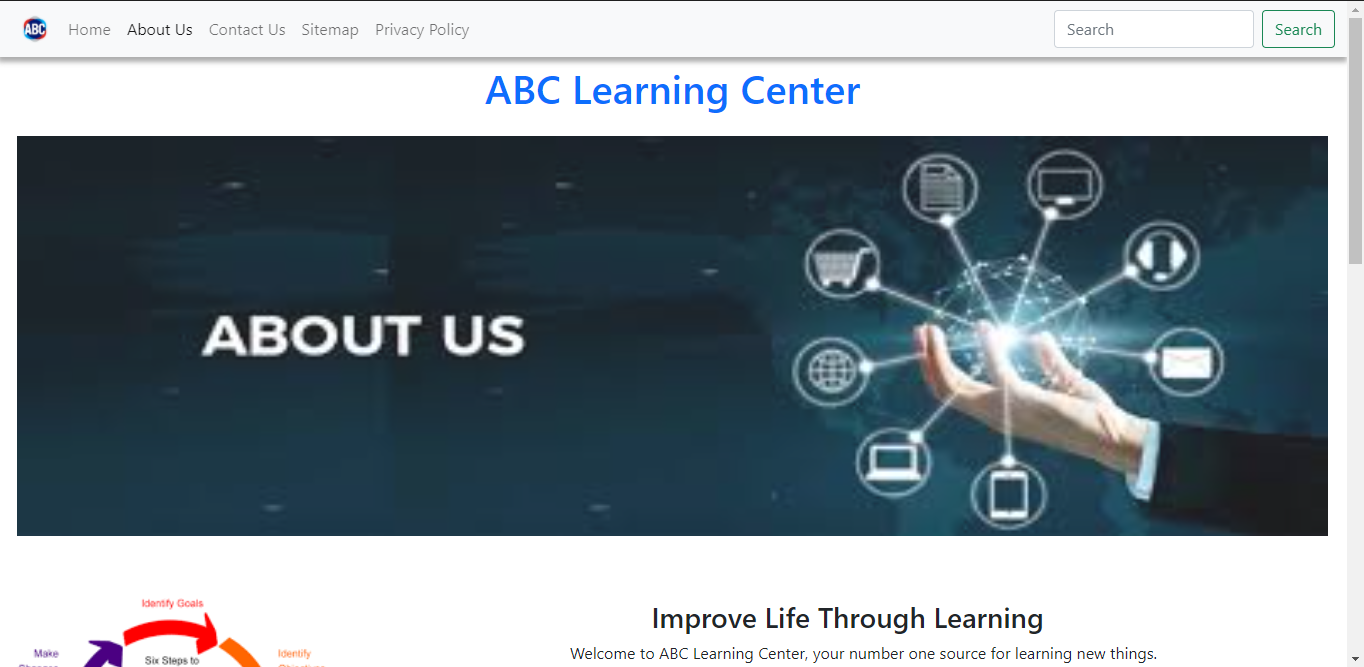 ABC Home About Us Contact Us Sitemap Privacy Policy Search Search
ABC Learning Center
ABOUT US
Identify Goals
Make
Six Steps to
Identify
Improve Life Through Learning
Welcome to ABC Learning Center, your number one source for learning new things.